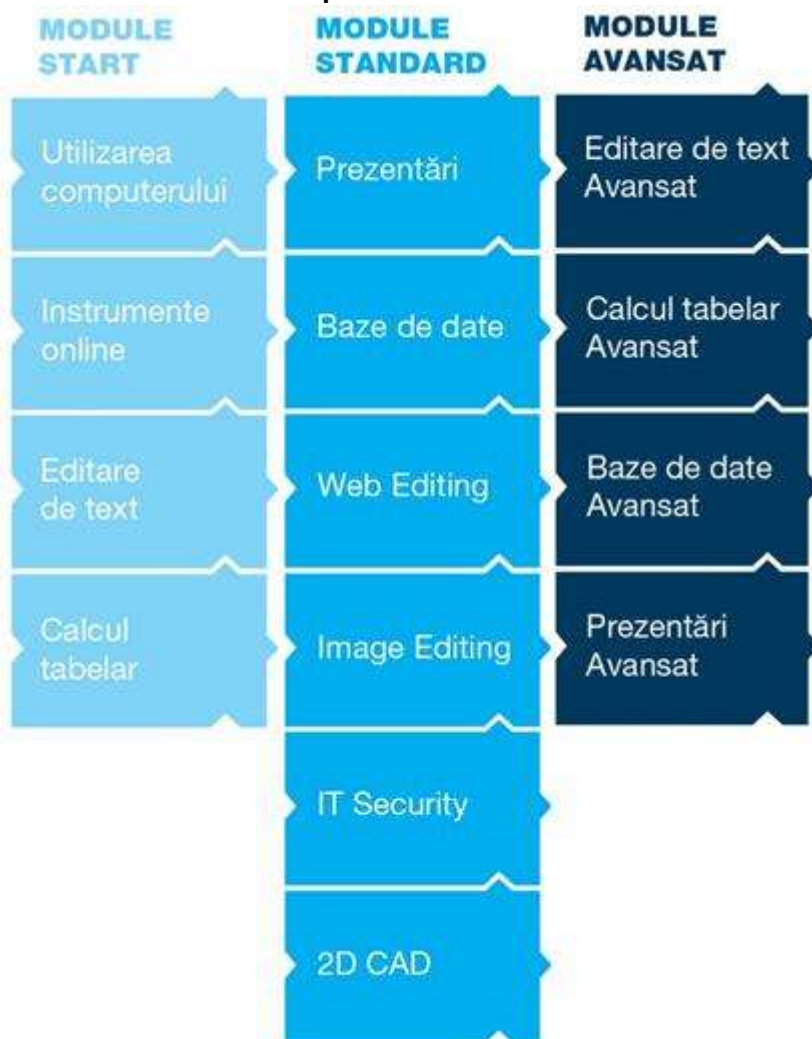 MODULE
START
Utilizarea
computerului
Instrumente
online
Editare
de text
Calcul
tabelar
MODULE
STANDARD
Prezentări
Baze de date
Web Editing
Image Editing
IT Security
2D CAD
MODULE
AVANSAT
Editare de text
Avansat
Calcul tabelar
Avansat
Baze de date
Avansat
Prezentări
Avansat